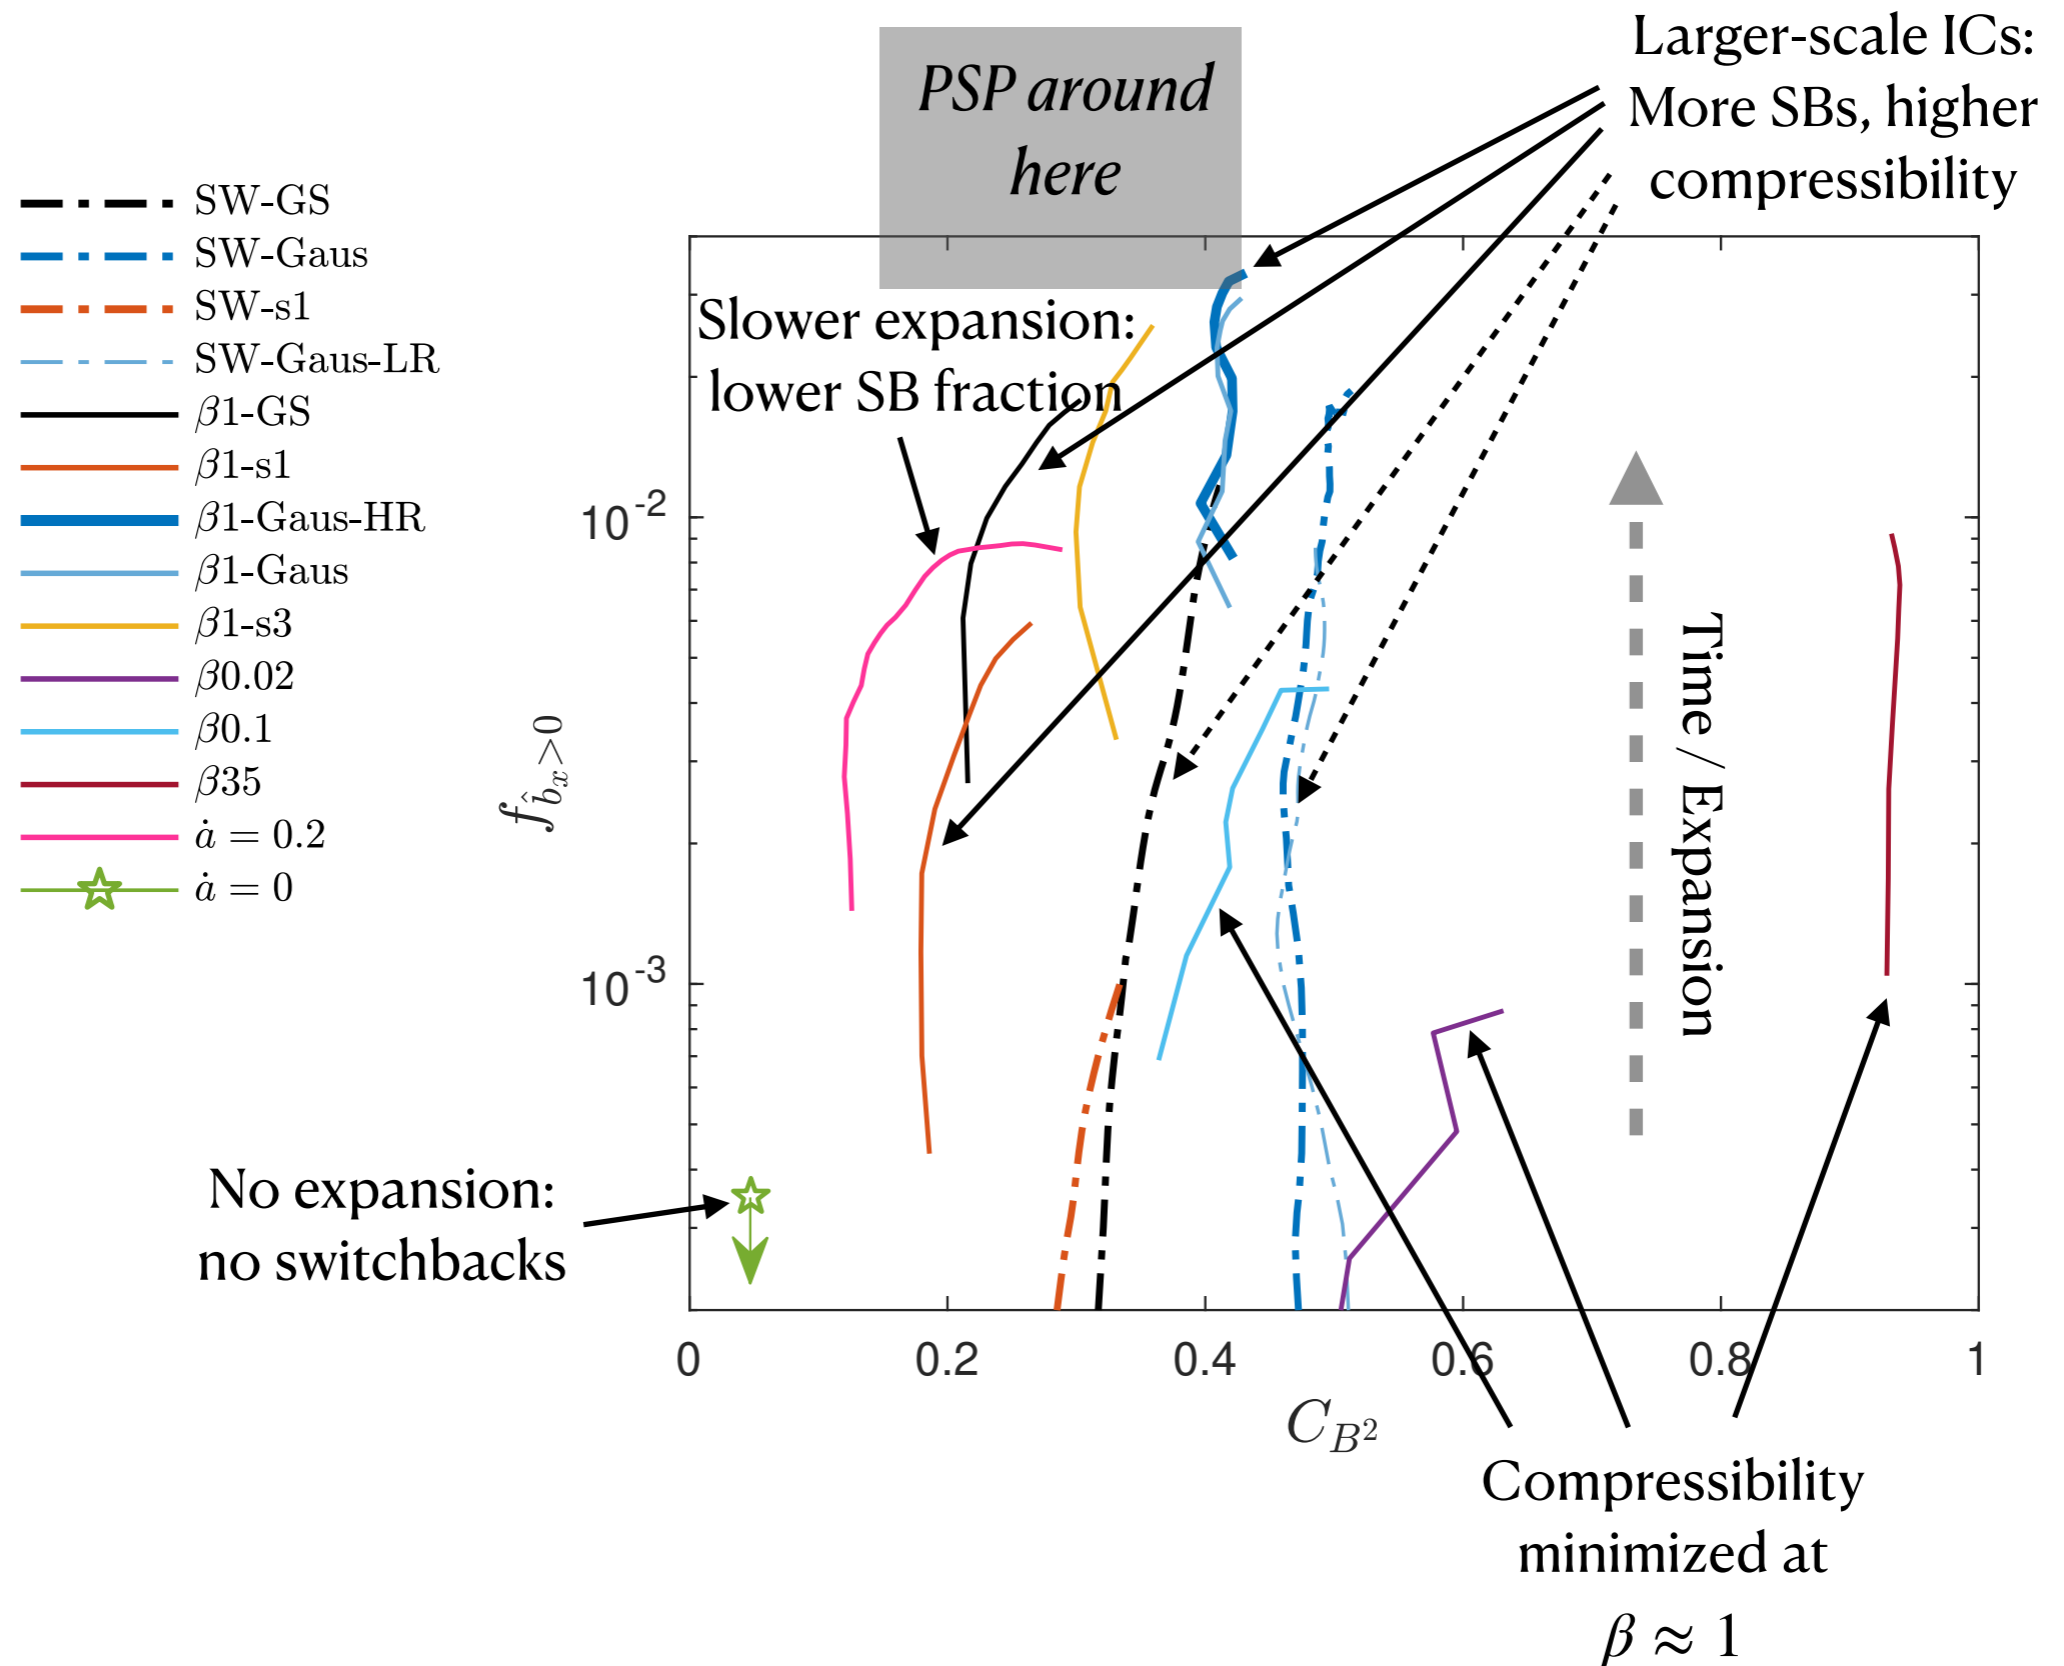 PSP around
here
Larger-scale ICs:
More SBs, higher
compressibility
SW-GS
SW-Gaus
SW-s1
SW-Gaus-LR
β1-GS
β1-s1
β1-Gaus-HR
β1-Gaus
β1-s3
β0.02
β0.1
β35
ȧ = 0.2
ȧ = 0
Slower expansion:
lower SB fraction
10⁻²
10⁻³
f_{b̂ₓ>0}
Time / Expansion
No expansion:
no switchbacks
0 0.2 0.4 0.6 0.8 1
C_{B²}
Compressibility
minimized at
β ≈ 1